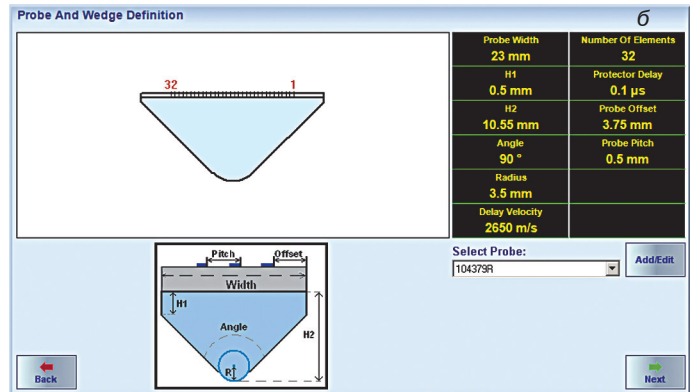 Probe And Wedge Definition
б
32
1
Probe Width
23 mm
Number Of Elements
32
H1
0.5 mm
Protector Delay
0.1 µs
H2
10.55 mm
Probe Offset
3.75 mm
Angle
90 °
Probe Pitch
0.5 mm
Radius
3.5 mm
Delay Velocity
2650 m/s
Pitch
Offset
Width
H1
Angle
H2
R
Select Probe:
104379R
Add/Edit
Back
Next